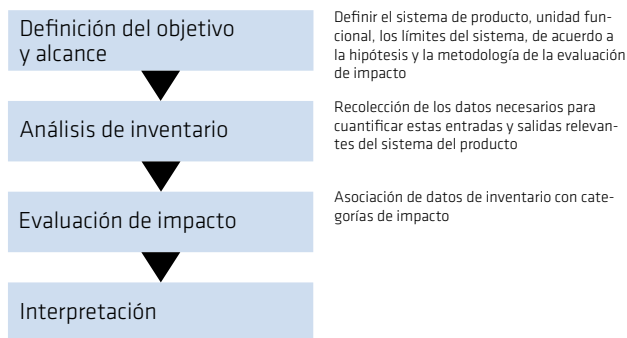 Definición del objetivo
y alcance
Definir el sistema de producto, unidad fun-
cional, los límites del sistema, de acuerdo a
la hipótesis y la metodología de la evaluación
de impacto
Análisis de inventario
Recolección de los datos necesarios para
cuantificar estas entradas y salidas relevan-
tes del sistema del producto
Evaluación de impacto
Asociación de datos de inventario con cate-
gorías de impacto
Interpretación